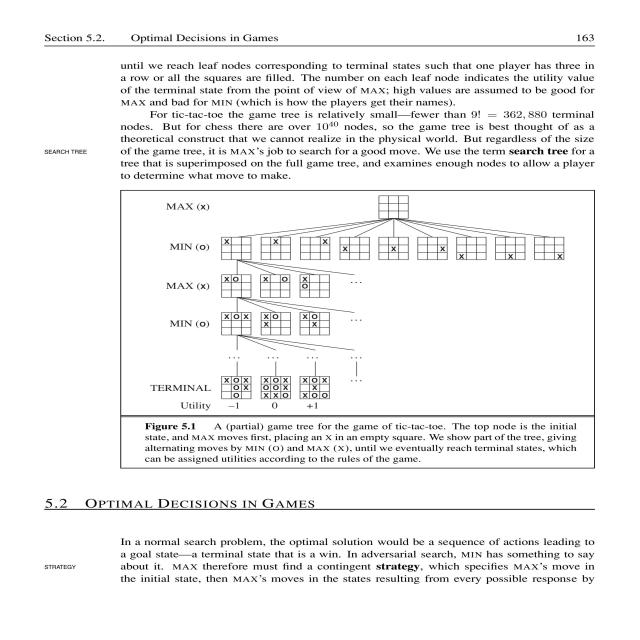 Section 5.2. Optimal Decisions in Games 163
until we reach leaf nodes corresponding to terminal states such that one player has three in
a row or all the squares are filled. The number on each leaf node indicates the utility value
of the terminal state from the point of view of MAX; high values are assumed to be good for
MAX and bad for MIN (which is how the players get their names).
For tic-tac-toe the game tree is relatively small—fewer than 9! = 362, 880 terminal
nodes. But for chess there are over 10⁴⁰ nodes, so the game tree is best thought of as a
theoretical construct that we cannot realize in the physical world. But regardless of the size
SEARCH TREE
of the game tree, it is MAX's job to search for a good move. We use the term search tree for a
tree that is superimposed on the full game tree, and examines enough nodes to allow a player
to determine what move to make.
MAX (X)
MIN (O)
X X X X X X X X X
MAX (X)
X O X O X ...
O
MIN (O)
X O X X O X O ...
X X
... ... ... ...
TERMINAL
X O X X O X X O X ...
O X O O X X
O X X O X O O
Utility –1 0 +1
Figure 5.1 A (partial) game tree for the game of tic-tac-toe. The top node is the initial
state, and MAX moves first, placing an X in an empty square. We show part of the tree, giving
alternating moves by MIN (O) and MAX (X), until we eventually reach terminal states, which
can be assigned utilities according to the rules of the game.
5.2 OPTIMAL DECISIONS IN GAMES
In a normal search problem, the optimal solution would be a sequence of actions leading to
a goal state—a terminal state that is a win. In adversarial search, MIN has something to say
STRATEGY
about it. MAX therefore must find a contingent strategy, which specifies MAX's move in
the initial state, then MAX's moves in the states resulting from every possible response by